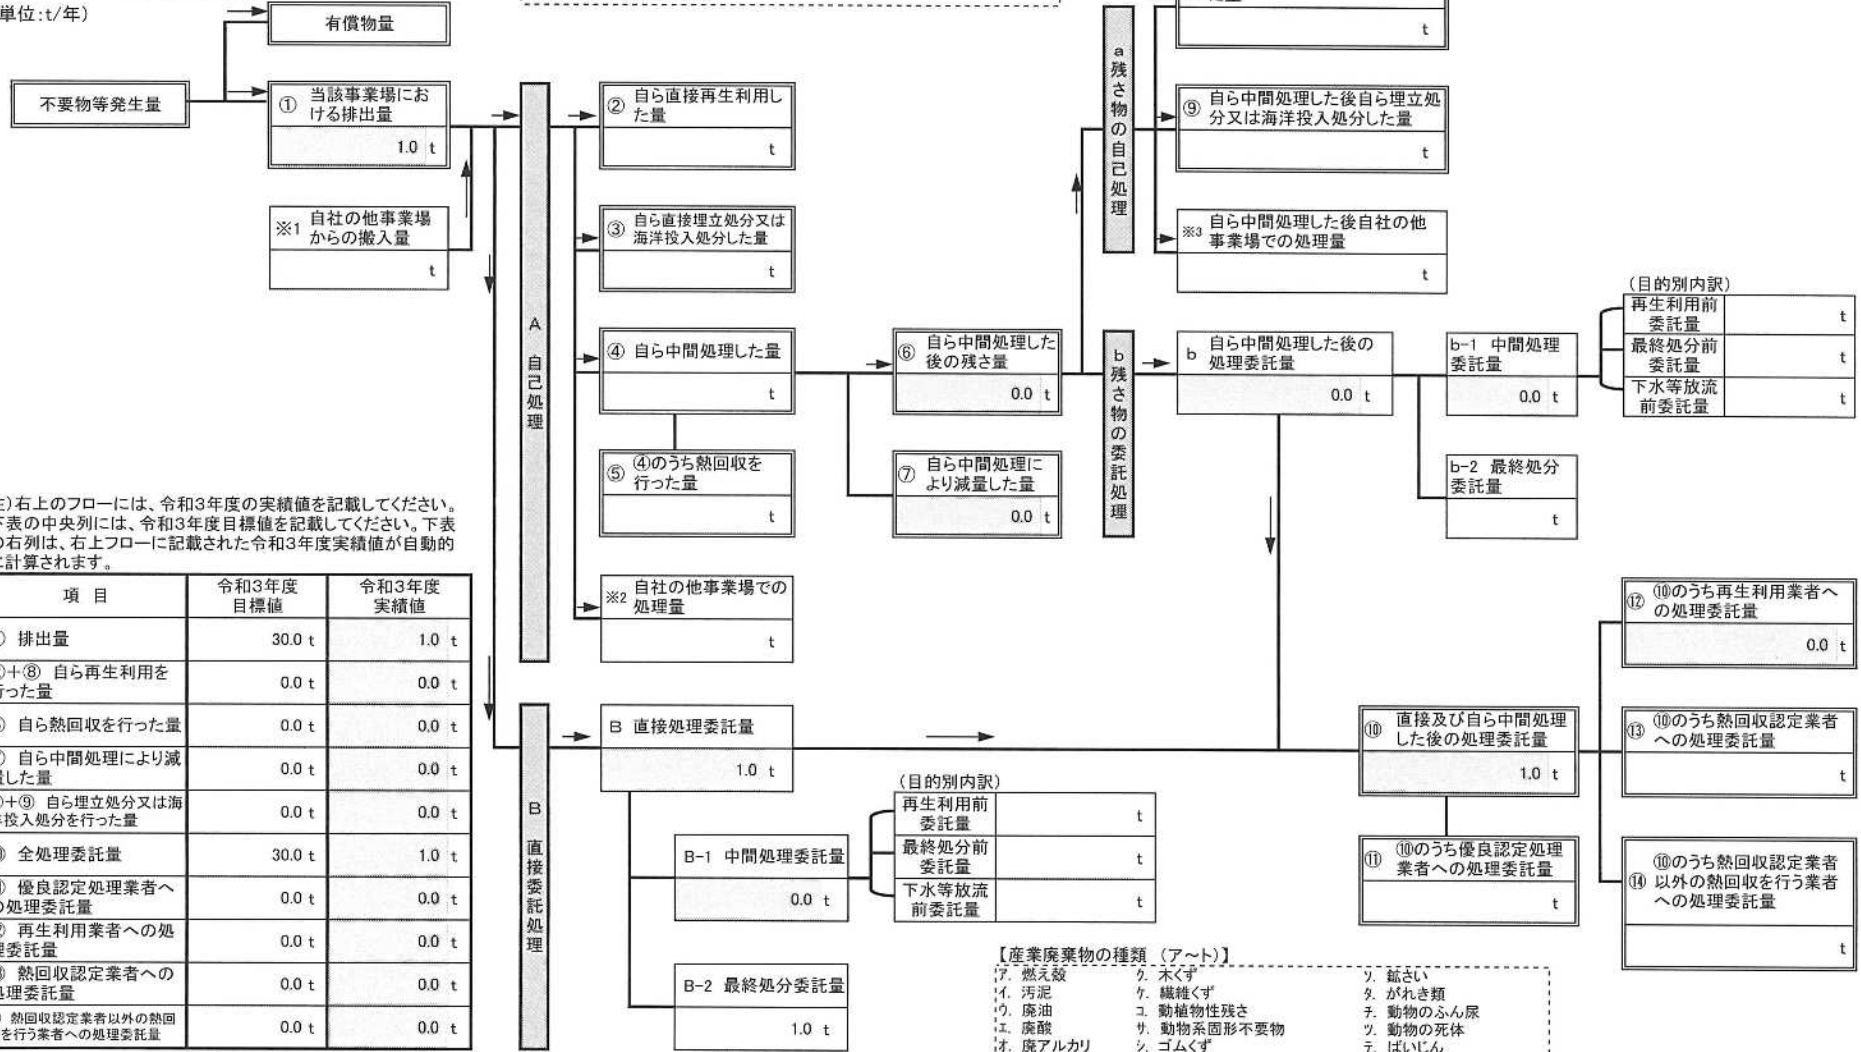 単位:t/年)
有償物量
不要物等発生量
① 当該事業場にお
ける排出量
1.0 t
※1 自社の他事業場
からの搬入量
t
A 自己処理
② 自ら直接再生利用し
た量
t
③ 自ら直接埋立処分又は
海洋投入処分した量
t
④ 自ら中間処理した量
t
⑤ ④のうち熱回収を
行った量
t
※2 自社の他事業場での
処理量
t
⑥ 自ら中間処理した
後の残さ量
0.0 t
⑦ 自ら中間処理に
より減量した量
0.0 t
a 残さ物の自己処理
t
⑨ 自ら中間処理した後自ら埋立処
分又は海洋投入処分した量
t
※3 自ら中間処理した後自社の他
事業場での処理量
t
b 残さ物の委託処理
b 自ら中間処理した後の
処理委託量
0.0 t
b-1 中間処理
委託量
0.0 t
(目的別内訳)
再生利用前
委託量 t
最終処分前
委託量 t
下水等放流
前委託量 t
b-2 最終処分
委託量
t
)右上のフローには、令和3年度の実績値を記載してください。
下表の中央列には、令和3年度目標値を記載してください。下表
の右列は、右上フローに記載された令和3年度実績値が自動的
に計算されます。
項 目 令和3年度
目標値 令和3年度
実績値
排出量 30.0 t 1.0 t
+⑧ 自ら再生利用を
行った量 0.0 t 0.0 t
自ら熱回収を行った量 0.0 t 0.0 t
自ら中間処理により減
量した量 0.0 t 0.0 t
+⑨ 自ら埋立処分又は海
洋投入処分を行った量 0.0 t 0.0 t
全処理委託量 30.0 t 1.0 t
優良認定処理業者へ
の処理委託量 0.0 t 0.0 t
再生利用業者への処
理委託量 0.0 t 0.0 t
熱回収認定業者への
処理委託量 0.0 t 0.0 t
熱回収認定業者以外の熱回
を行う業者への処理委託量 0.0 t 0.0 t
B 直接委託処理
B 直接処理委託量
1.0 t
B-1 中間処理委託量
0.0 t
(目的別内訳)
再生利用前
委託量 t
最終処分前
委託量 t
下水等放流
前委託量 t
B-2 最終処分委託量
1.0 t
⑩ 直接及び自ら中間処理
した後の処理委託量
1.0 t
⑪ ⑩のうち優良認定処理
業者への処理委託量
t
⑫ ⑩のうち再生利用業者へ
の処理委託量
0.0 t
⑬ ⑩のうち熱回収認定業者
への処理委託量
t
⑭ ⑩のうち熱回収認定業者
以外の熱回収を行う業者
への処理委託量
t
【産業廃棄物の種類 (ア~ト)】
ア. 燃え殻 ク. 木くず ソ. 鉱さい
イ. 汚泥 ケ. 繊維くず タ. がれき類
ウ. 廃油 コ. 動植物性残さ チ. 動物のふん尿
エ. 廃酸 サ. 動物系固形不要物 ツ. 動物の死体
オ. 廃アルカリ シ. ゴムくず テ. ばいじん